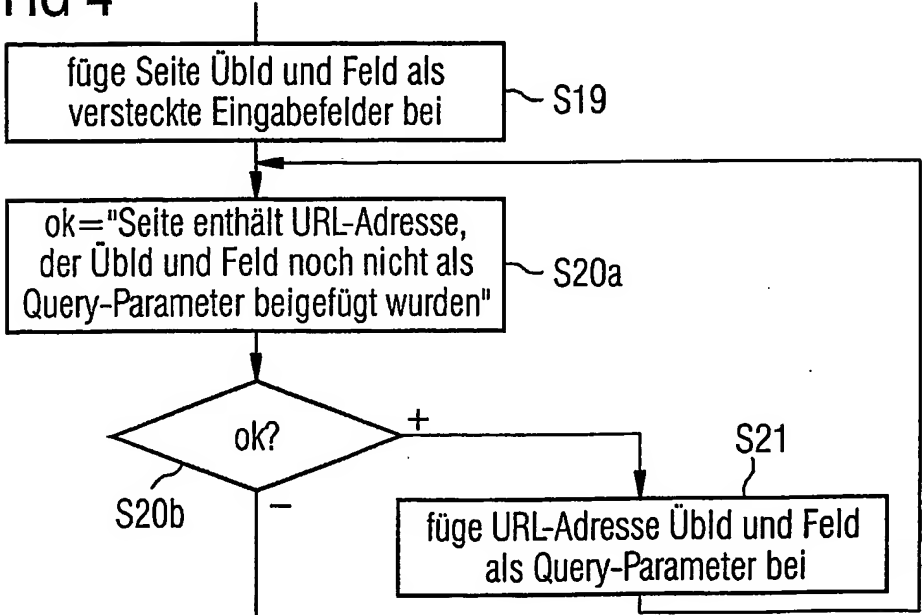 FIG 4
füge Seite ÜbId und Feld als
versteckte Eingabefelder bei
S19
ok="Seite enthält URL-Adresse,
der ÜbId und Feld noch nicht als
Query-Parameter beigefügt wurden"
S20a
ok?
+
S20b
−
S21
füge URL-Adresse ÜbId und Feld
als Query-Parameter bei